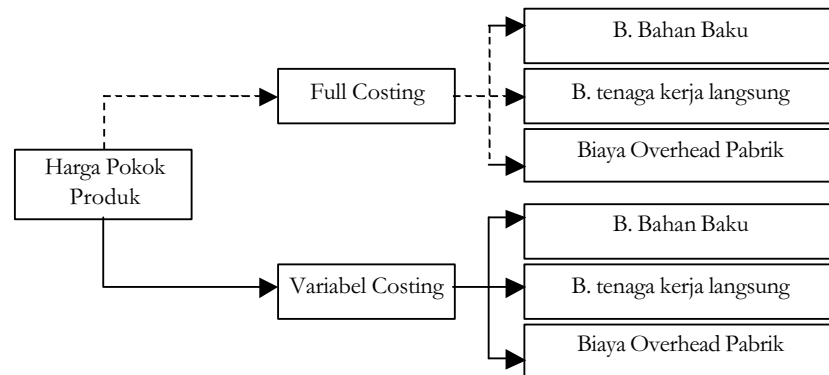 B. Bahan Baku
Full Costing
B. tenaga kerja langsung
Biaya Overhead Pabrik
Harga Pokok
Produk
B. Bahan Baku
Variabel Costing
B. tenaga kerja langsung
Biaya Overhead Pabrik